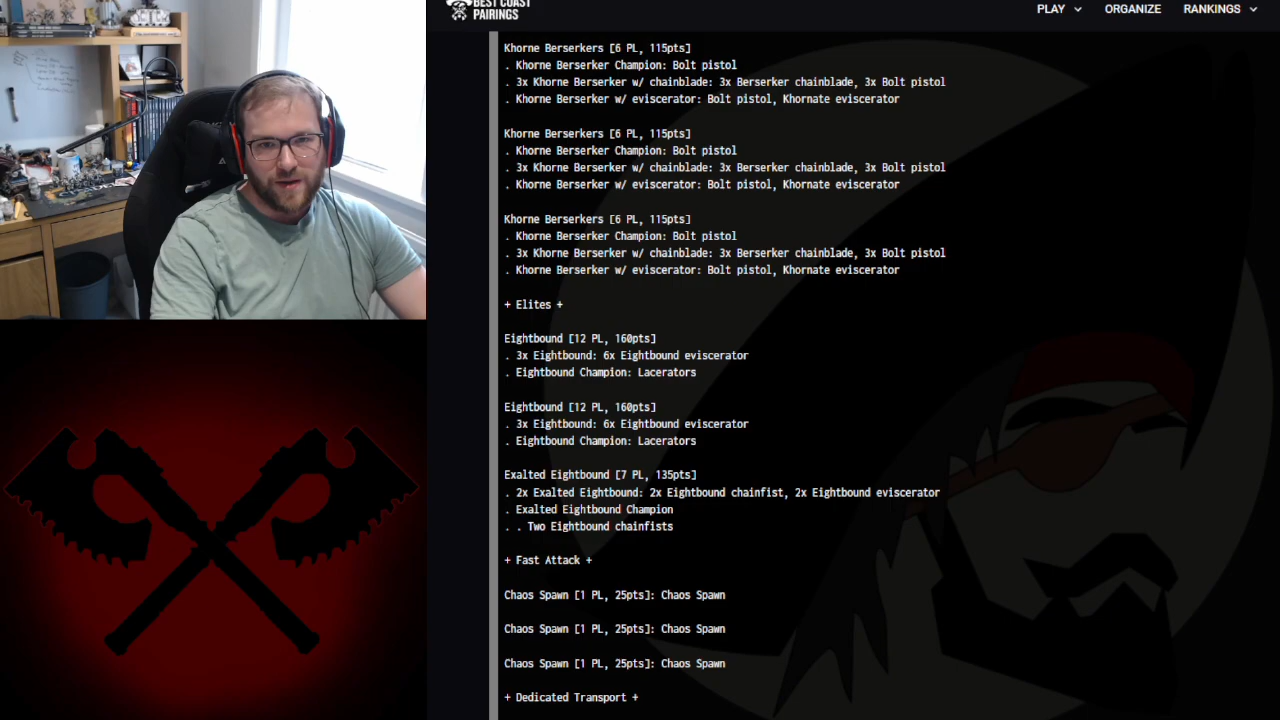 BEST COAST
PAIRINGS
PLAY
ORGANIZE
RANKINGS
Khorne Berserkers [6 PL, 115pts]
. Khorne Berserker Champion: Bolt pistol
. 3x Khorne Berserker w/ chainblade: 3x Berserker chainblade, 3x Bolt pistol
. Khorne Berserker w/ eviscerator: Bolt pistol, Khornate eviscerator
Khorne Berserkers [6 PL, 115pts]
. Khorne Berserker Champion: Bolt pistol
. 3x Khorne Berserker w/ chainblade: 3x Berserker chainblade, 3x Bolt pistol
. Khorne Berserker w/ eviscerator: Bolt pistol, Khornate eviscerator
Khorne Berserkers [6 PL, 115pts]
. Khorne Berserker Champion: Bolt pistol
. 3x Khorne Berserker w/ chainblade: 3x Berserker chainblade, 3x Bolt pistol
. Khorne Berserker w/ eviscerator: Bolt pistol, Khornate eviscerator
+ Elites +
Eightbound [12 PL, 160pts]
. 3x Eightbound: 6x Eightbound eviscerator
. Eightbound Champion: Lacerators
Eightbound [12 PL, 160pts]
. 3x Eightbound: 6x Eightbound eviscerator
. Eightbound Champion: Lacerators
Exalted Eightbound [7 PL, 135pts]
. 2x Exalted Eightbound: 2x Eightbound chainfist, 2x Eightbound eviscerator
. Exalted Eightbound Champion
. . Two Eightbound chainfists
+ Fast Attack +
Chaos Spawn [1 PL, 25pts]: Chaos Spawn
Chaos Spawn [1 PL, 25pts]: Chaos Spawn
Chaos Spawn [1 PL, 25pts]: Chaos Spawn
+ Dedicated Transport +